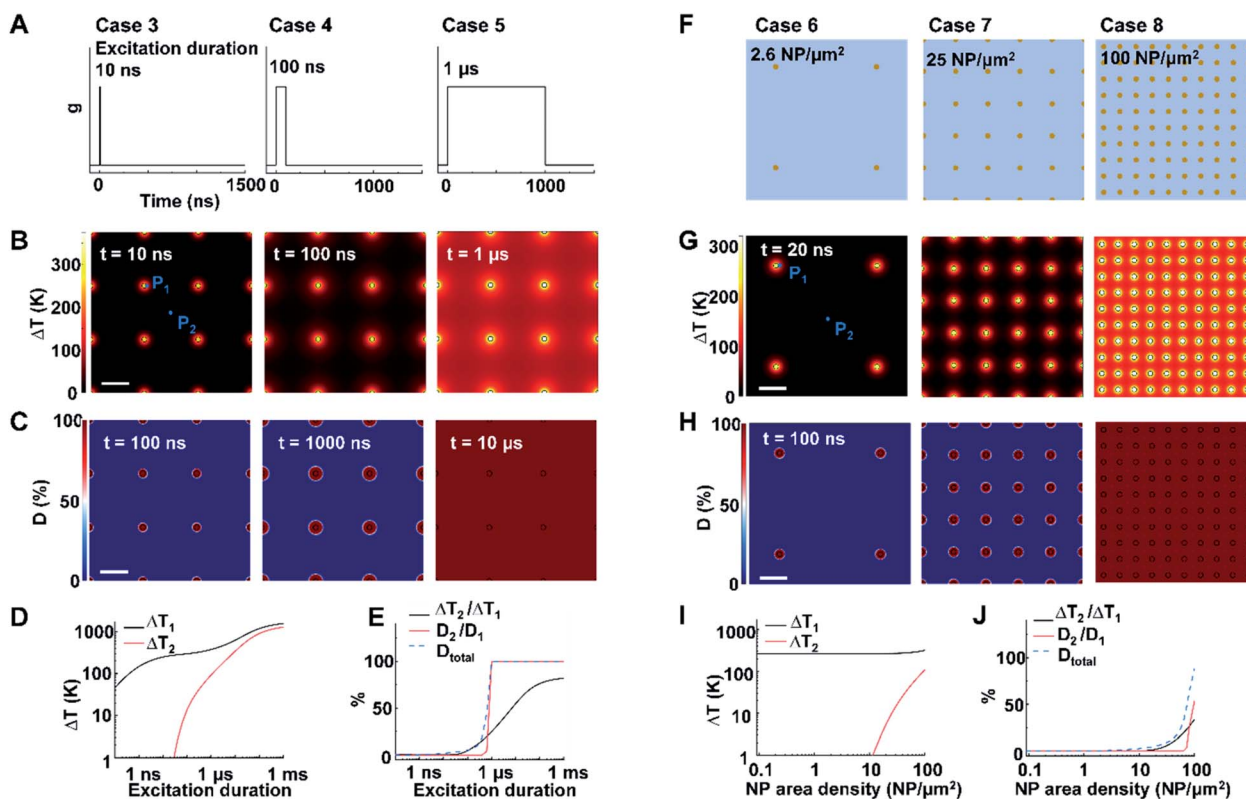 A
Case 3
Case 4
Case 5
Excitation duration
10 ns
100 ns
1 µs
g
0
1500
0
1000
0
1000
Time (ns)
B
t = 10 ns
t = 100 ns
t = 1 µs
P1
P2
300
200
100
0
ΔT (K)
C
t = 100 ns
t = 1000 ns
t = 10 µs
100
50
0
D (%)
D
ΔT1
ΔT2
1000
100
10
1
ΔT (K)
1 ns
1 µs
1 ms
Excitation duration
E
ΔT2/ΔT1
D2/D1
Dtotal
100
50
0
%
1 ns
1 µs
1 ms
Excitation duration
F
Case 6
Case 7
Case 8
2.6 NP/µm²
25 NP/µm²
100 NP/µm²
G
t = 20 ns
P1
P2
300
200
100
0
ΔT (K)
H
t = 100 ns
100
50
0
D (%)
I
ΔT1
ΔT2
1000
100
10
1
ΔT (K)
0.1
1
10
100
NP area density (NP/µm²)
J
ΔT2/ΔT1
D2/D1
Dtotal
100
50
0
%
0.1
1
10
100
NP area density (NP/µm²)